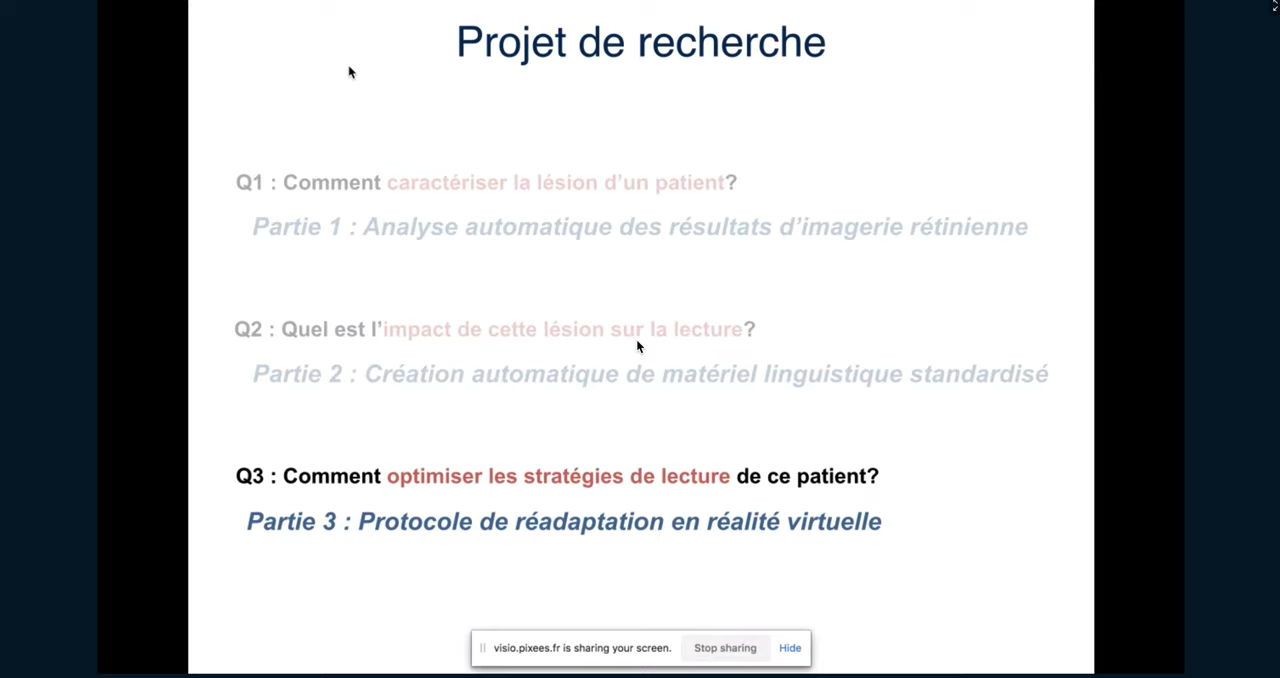 Projet de recherche
Q1 : Comment caractériser la lésion d’un patient?
Partie 1 : Analyse automatique des résultats d’imagerie rétinienne
Q2 : Quel est l’impact de cette lésion sur la lecture?
Partie 2 : Création automatique de matériel linguistique standardisé
Q3 : Comment optimiser les stratégies de lecture de ce patient?
Partie 3 : Protocole de réadaptation en réalité virtuelle
visio.pixees.fr is sharing your screen. Stop sharing Hide